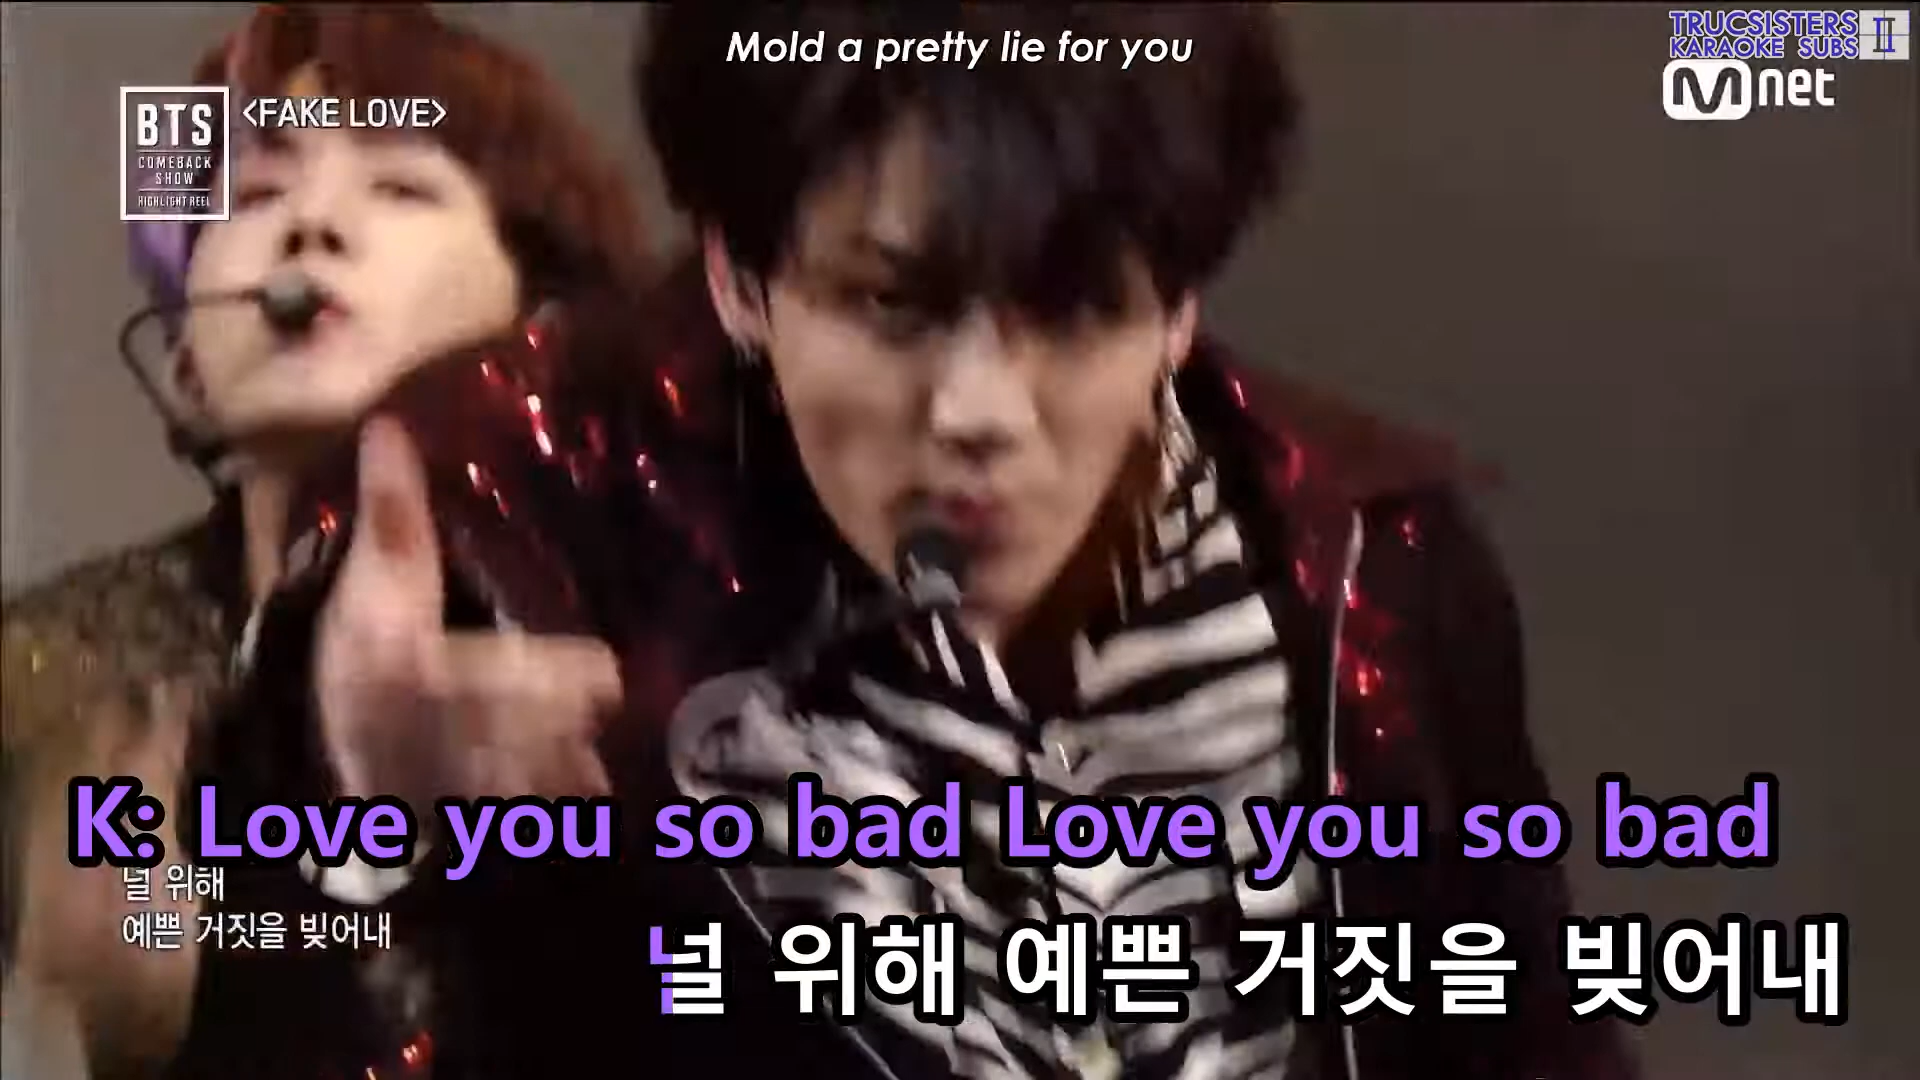 Mold a pretty lie for you
TRUCSISTERS
KARAOKE SUBS II
Mnet
BTS
COMEBACK
SHOW
HIGHLIGHT REEL
<FAKE LOVE>
K: Love you so bad Love you so bad
널 위해
예쁜 거짓을 빚어내
널 위해 예쁜 거짓을 빚어내